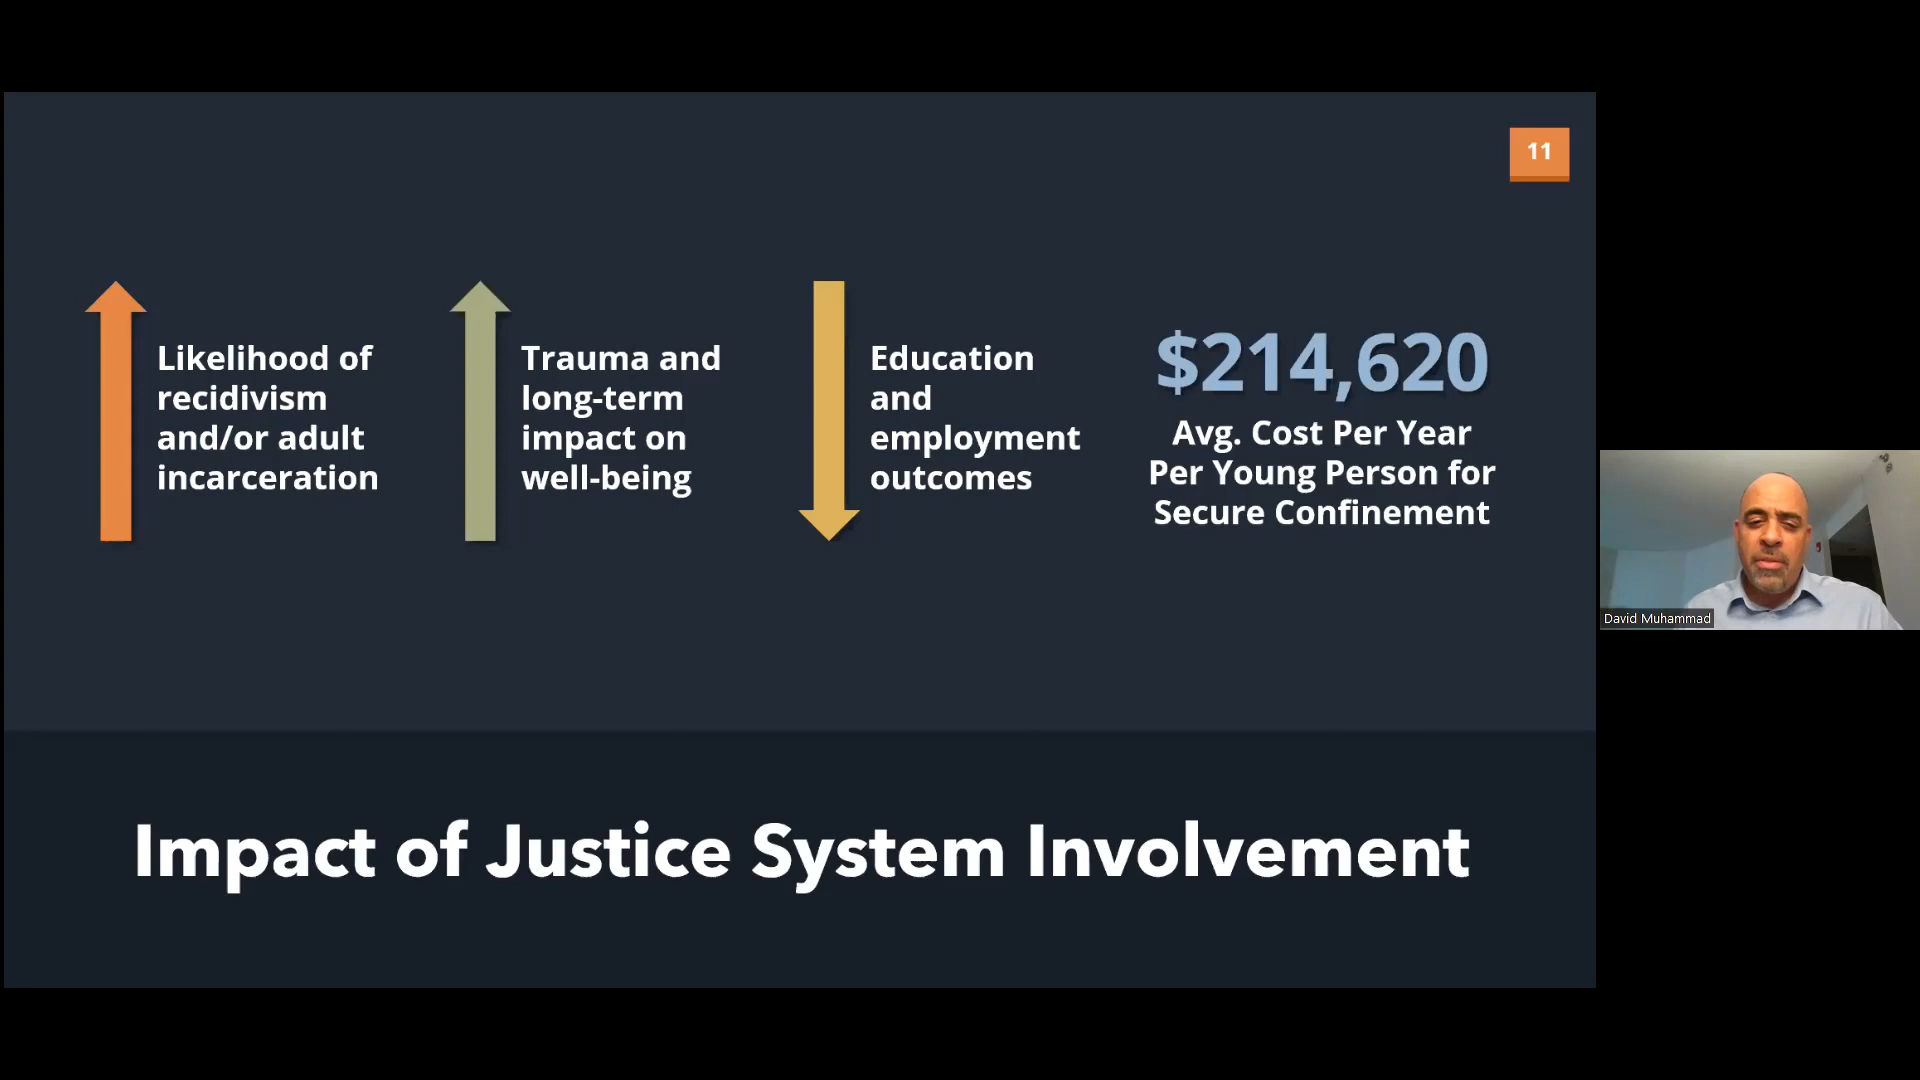 11
Likelihood of
recidivism
and/or adult
incarceration
Trauma and
long-term
impact on
well-being
Education
and
employment
outcomes
$214,620
Avg. Cost Per Year
Per Young Person for
Secure Confinement
David Muhammad
Impact of Justice System Involvement